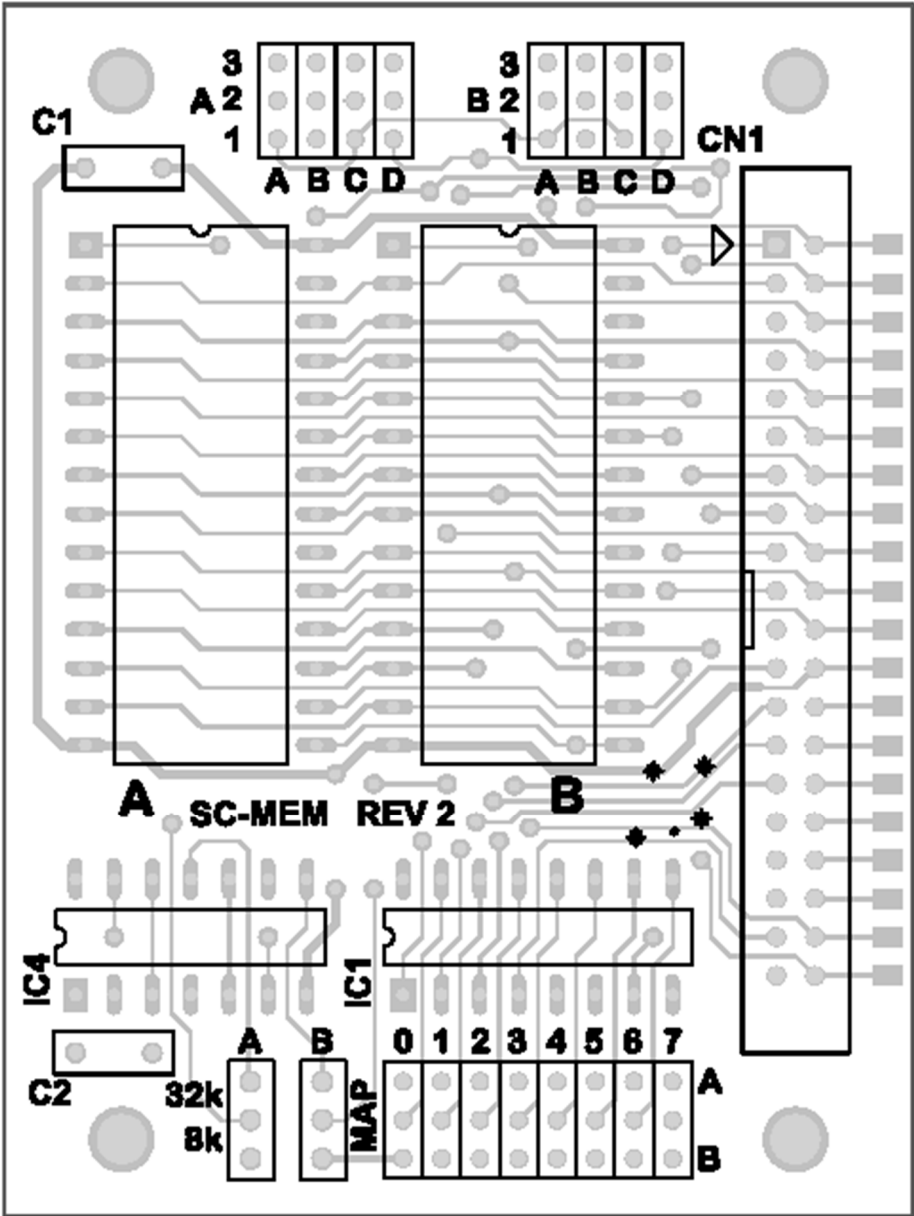 3 3
A 2 B 2
C1 1 1 CN1
A B C D A B C D
A B
SC-MEM REV 2
IC4 IC1
A B 0 1 2 3 4 5 6 7
C2 32k MAP A
8k B